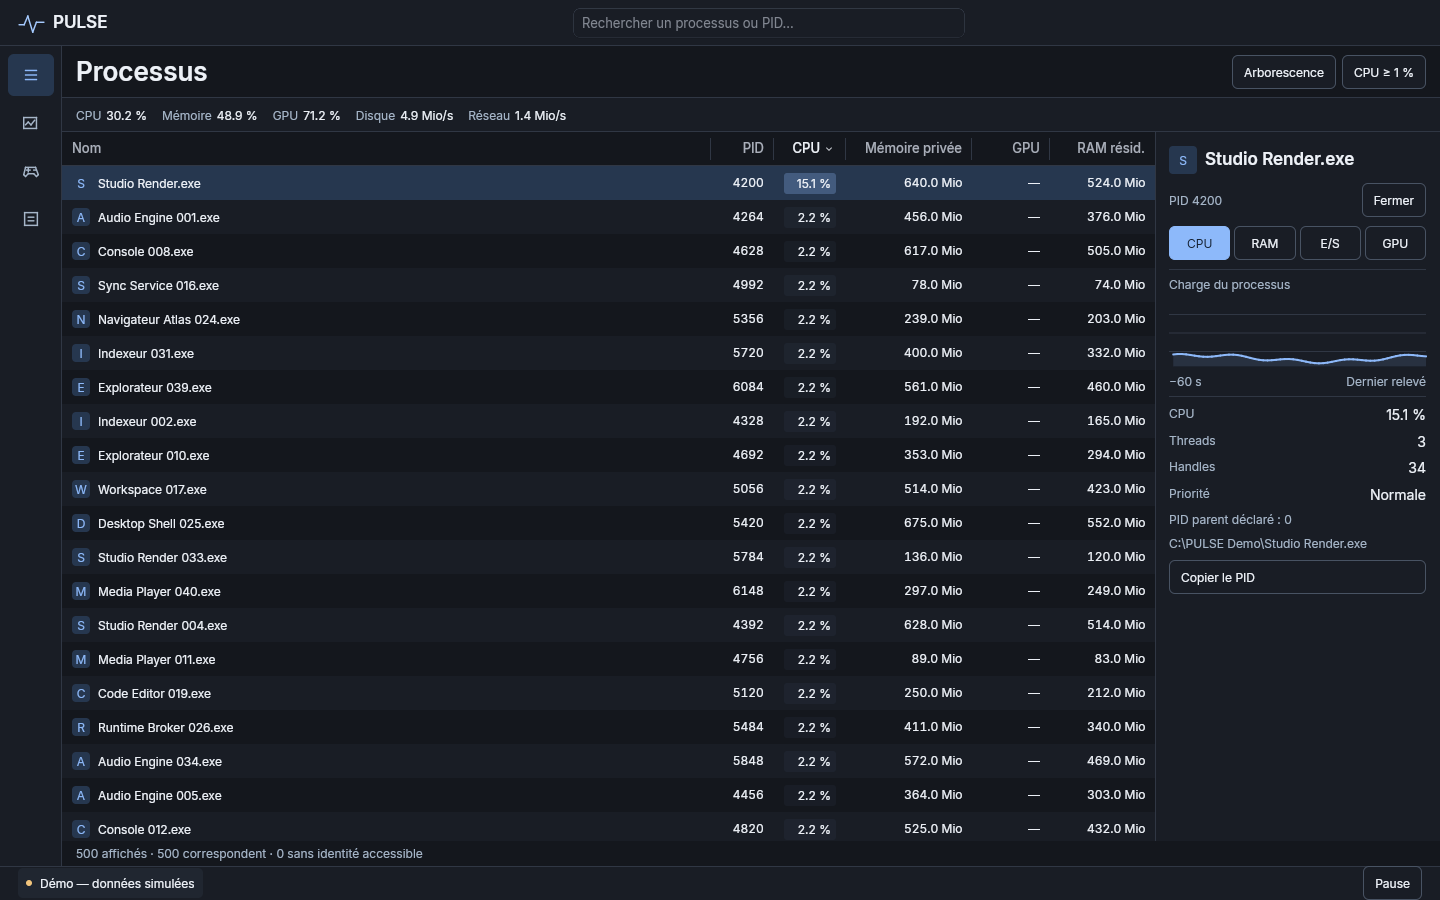 PULSE
Rechercher un processus ou PID...
Processus
Arborescence
CPU ≥ 1 %
CPU 30.2 % Mémoire 48.9 % GPU 71.2 % Disque 4.9 Mio/s Réseau 1.4 Mio/s
Nom PID CPU Mémoire privée GPU RAM résid.
S Studio Render.exe 4200 15.1 % 640.0 Mio — 524.0 Mio
A Audio Engine 001.exe 4264 2.2 % 456.0 Mio — 376.0 Mio
C Console 008.exe 4628 2.2 % 617.0 Mio — 505.0 Mio
S Sync Service 016.exe 4992 2.2 % 78.0 Mio — 74.0 Mio
N Navigateur Atlas 024.exe 5356 2.2 % 239.0 Mio — 203.0 Mio
I Indexeur 031.exe 5720 2.2 % 400.0 Mio — 332.0 Mio
E Explorateur 039.exe 6084 2.2 % 561.0 Mio — 460.0 Mio
I Indexeur 002.exe 4328 2.2 % 192.0 Mio — 165.0 Mio
E Explorateur 010.exe 4692 2.2 % 353.0 Mio — 294.0 Mio
W Workspace 017.exe 5056 2.2 % 514.0 Mio — 423.0 Mio
D Desktop Shell 025.exe 5420 2.2 % 675.0 Mio — 552.0 Mio
S Studio Render 033.exe 5784 2.2 % 136.0 Mio — 120.0 Mio
M Media Player 040.exe 6148 2.2 % 297.0 Mio — 249.0 Mio
S Studio Render 004.exe 4392 2.2 % 628.0 Mio — 514.0 Mio
M Media Player 011.exe 4756 2.2 % 89.0 Mio — 83.0 Mio
C Code Editor 019.exe 5120 2.2 % 250.0 Mio — 212.0 Mio
R Runtime Broker 026.exe 5484 2.2 % 411.0 Mio — 340.0 Mio
A Audio Engine 034.exe 5848 2.2 % 572.0 Mio — 469.0 Mio
A Audio Engine 005.exe 4456 2.2 % 364.0 Mio — 303.0 Mio
C Console 012.exe 4820 2.2 % 525.0 Mio — 432.0 Mio
500 affichés · 500 correspondent · 0 sans identité accessible
S Studio Render.exe
PID 4200
Fermer
CPU RAM E/S GPU
Charge du processus
−60 s Dernier relevé
CPU 15.1 %
Threads 3
Handles 34
Priorité Normale
PID parent déclaré : 0
C:\PULSE Demo\Studio Render.exe
Copier le PID
Démo — données simulées
Pause